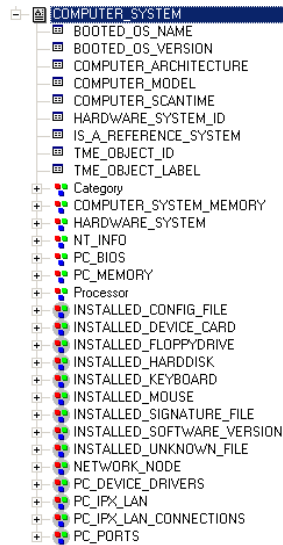 COMPUTER_SYSTEM
BOOTED_OS_NAME
BOOTED_OS_VERSION
COMPUTER_ARCHITECTURE
COMPUTER_MODEL
COMPUTER_SCANTIME
HARDWARE_SYSTEM_ID
IS_A_REFERENCE_SYSTEM
TME_OBJECT_ID
TME_OBJECT_LABEL
Category
COMPUTER_SYSTEM_MEMORY
HARDWARE_SYSTEM
NT_INFO
PC_BIOS
PC_MEMORY
Processor
INSTALLED_CONFIG_FILE
INSTALLED_DEVICE_CARD
INSTALLED_FLOPPYDRIVE
INSTALLED_HARDDISK
INSTALLED_KEYBOARD
INSTALLED_MOUSE
INSTALLED_SIGNATURE_FILE
INSTALLED_SOFTWARE_VERSION
INSTALLED_UNKNOWN_FILE
NETWORK_NODE
PC_DEVICE_DRIVERS
PC_IPX_LAN
PC_IPX_LAN_CONNECTIONS
PC_PORTS